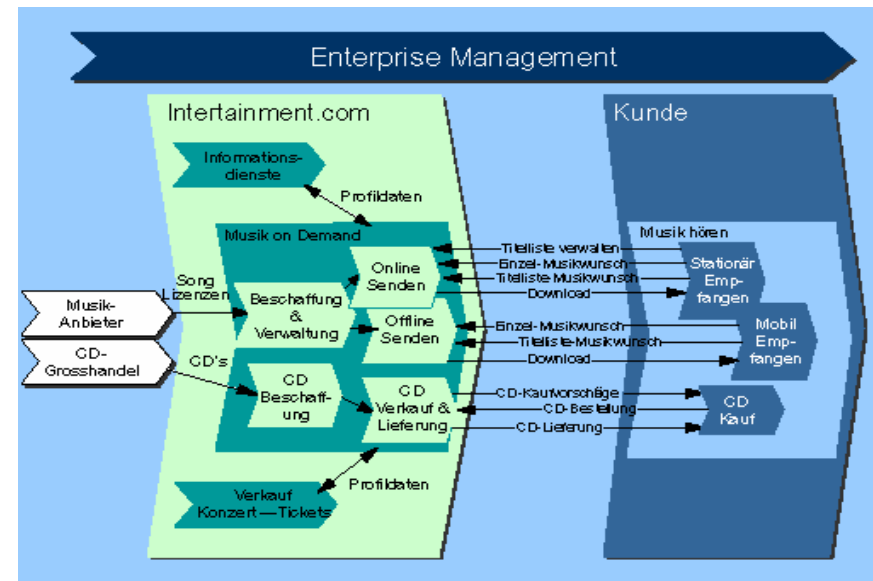 Enterprise Management
Intertainment.com
Kunde
Informations-
dienste
Profildaten
Musik on Demand
Musik hören
Titelliste verwalten
Einzel-Musikwunsch
Titelliste Musikwunsch
Download
Online
Senden
Stationär
Emp-
fangen
Song
Lizenzen
Musik-
Anbieter
Beschaffung
&
Verwaltung
Offline
Senden
Einzel-Musikwunsch
Titelliste-Musikwunsch
Download
Mobil
Emp-
fangen
CD-
Grosshandel
CD's
CD
Beschaff-
ung
CD
Verkauf &
Lieferung
CD-Kaufvorschäge
CD-Bestellung
CD-Lieferung
CD
Kauf
Profildaten
Verkauf
Konzert—Tickets